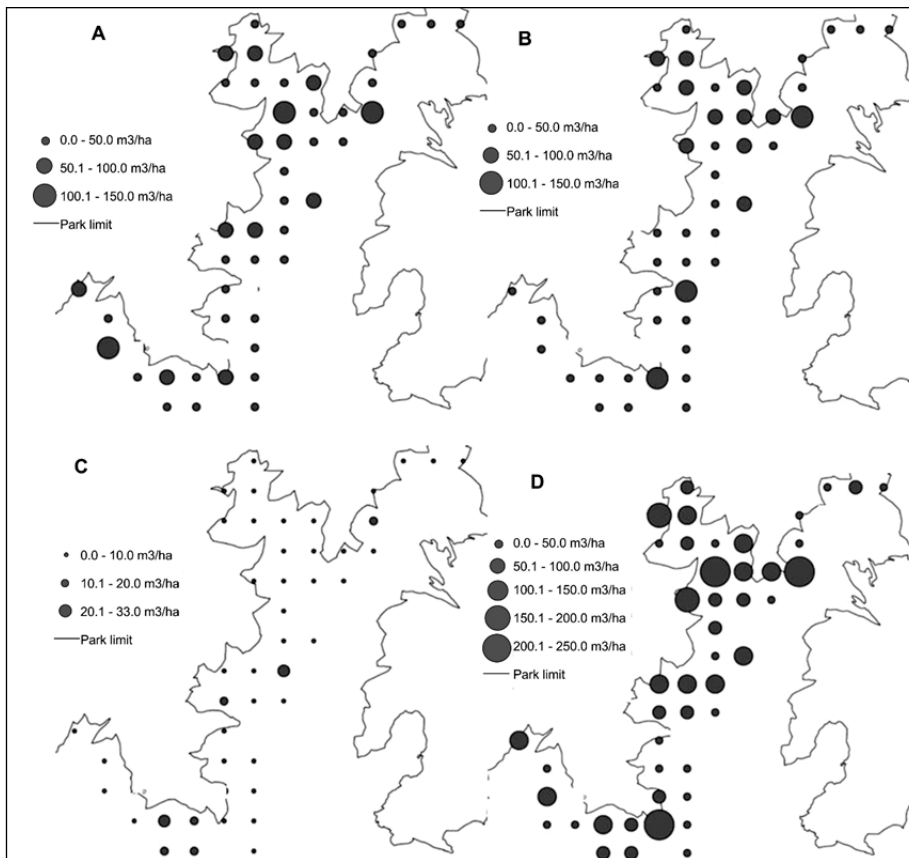 A
0.0 - 50.0 m3/ha
50.1 - 100.0 m3/ha
100.1 - 150.0 m3/ha
Park limit
B
0.0 - 50.0 m3/ha
50.1 - 100.0 m3/ha
100.1 - 150.0 m3/ha
Park limit
C
0.0 - 10.0 m3/ha
10.1 - 20.0 m3/ha
20.1 - 33.0 m3/ha
Park limit
D
0.0 - 50.0 m3/ha
50.1 - 100.0 m3/ha
100.1 - 150.0 m3/ha
150.1 - 200.0 m3/ha
200.1 - 250.0 m3/ha
Park limit